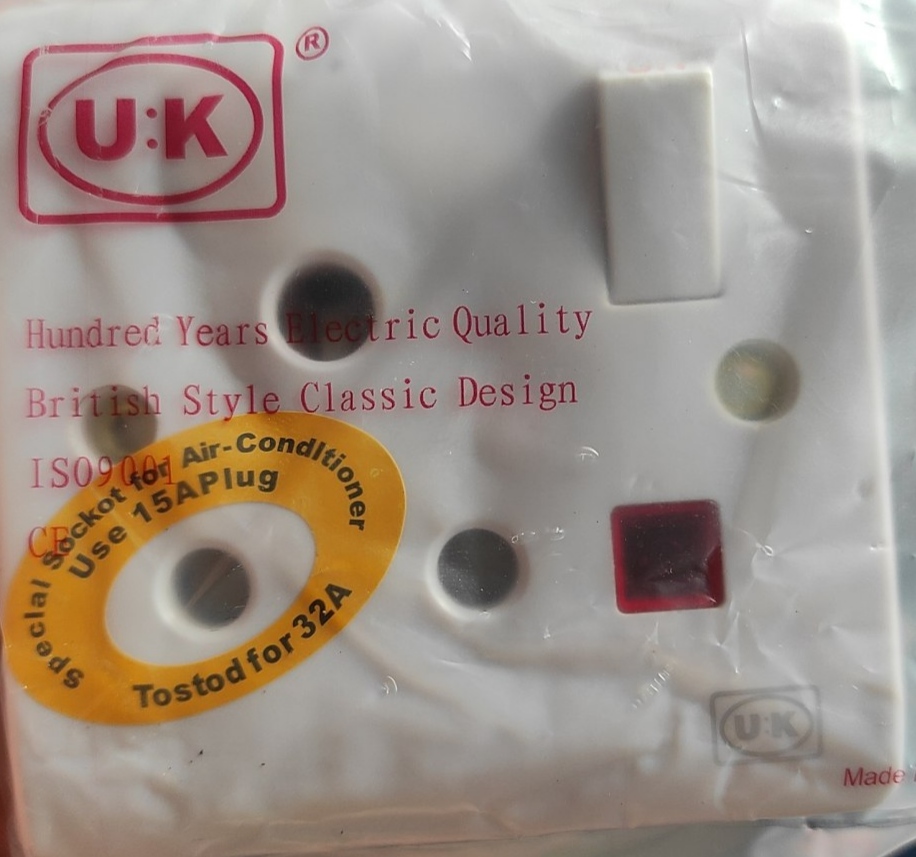 U:K ®
Hundred Years Electric Quality
British Style Classic Design
ISO9001
CE
Special Sockot for Air-Condltioner
Use 15APlug
Tostod for 32A
U:K
Made